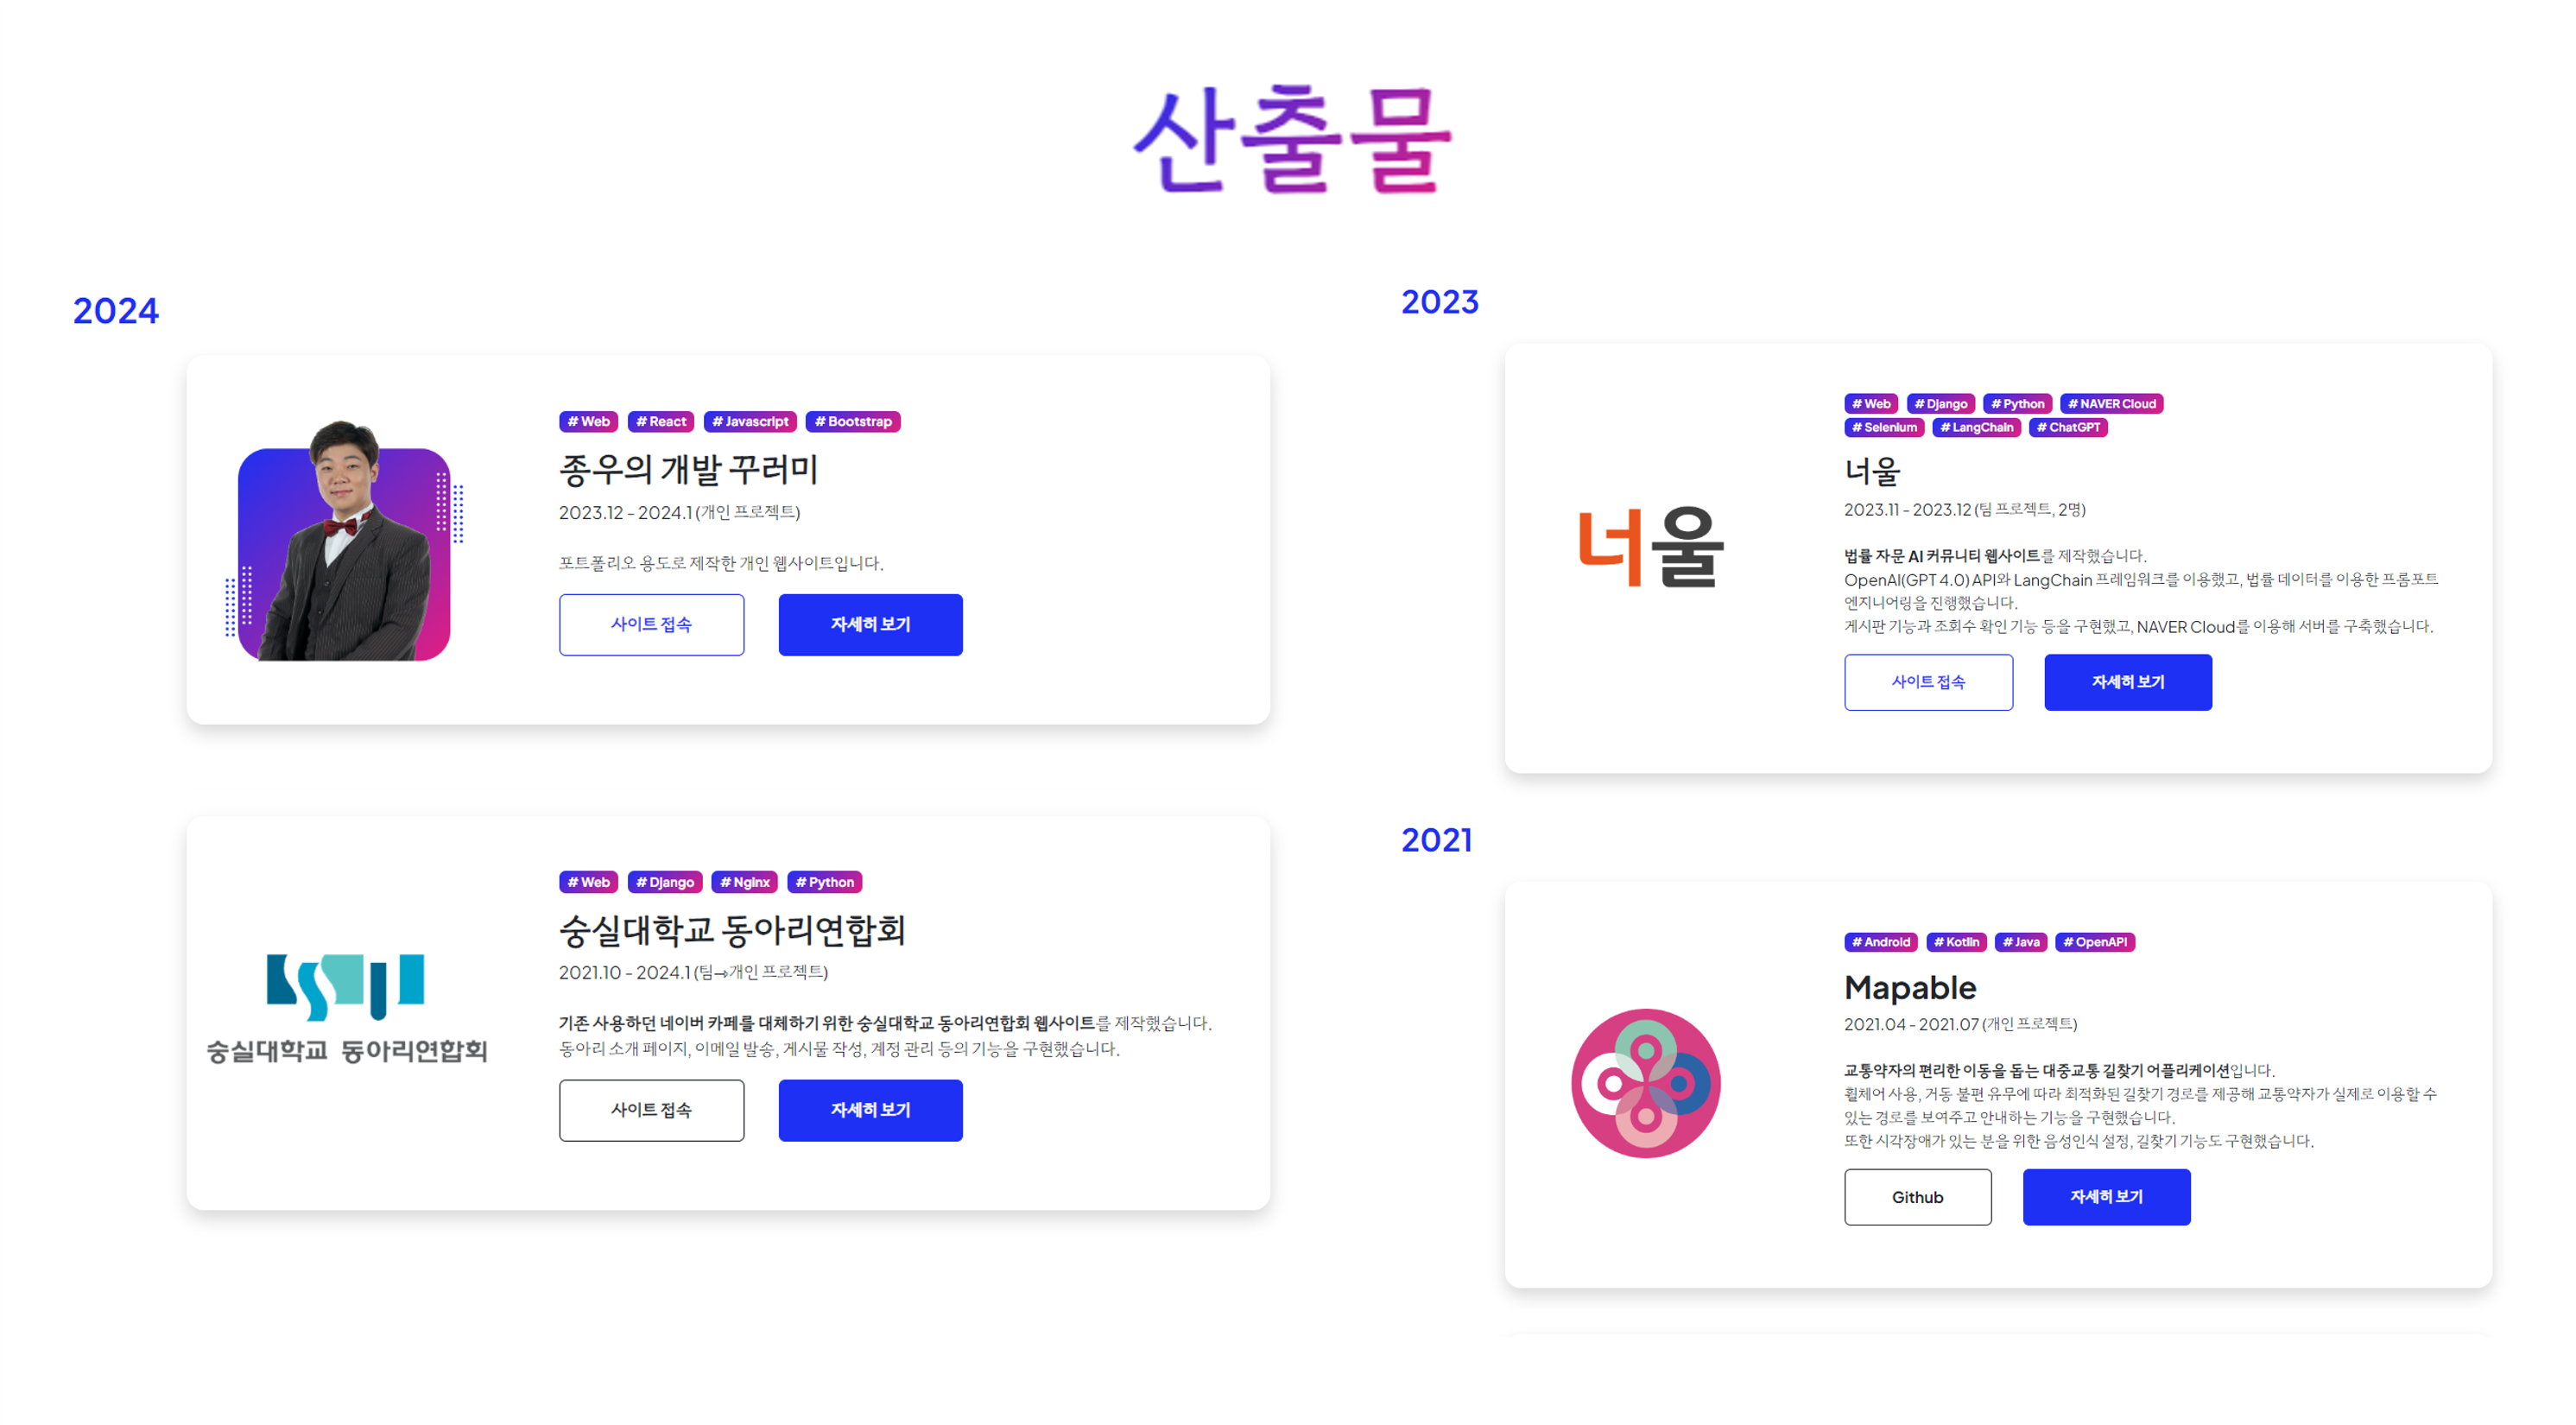 산출물
2024
# Web # React # Javascript # Bootstrap
종우의 개발 꾸러미
2023.12 - 2024.1 (개인 프로젝트)
포트폴리오 용도로 제작한 개인 웹사이트입니다.
사이트 접속 자세히 보기
숭실대학교 동아리연합회
# Web # Django # Nginx # Python
숭실대학교 동아리연합회
2021.10 - 2024.1 (팀→개인 프로젝트)
기존 사용하던 네이버 카페를 대체하기 위한 숭실대학교 동아리연합회 웹사이트를 제작했습니다.
동아리 소개 페이지, 이메일 발송, 게시물 작성, 계정 관리 등의 기능을 구현했습니다.
사이트 접속 자세히 보기
2023
너울
# Web # Django # Python # NAVER Cloud
# Selenium # LangChain # ChatGPT
너울
2023.11 - 2023.12 (팀 프로젝트, 2명)
법률 자문 AI 커뮤니티 웹사이트를 제작했습니다.
OpenAI(GPT 4.0) API와 LangChain 프레임워크를 이용했고, 법률 데이터를 이용한 프롬포트
엔지니어링을 진행했습니다.
게시판 기능과 조회수 확인 기능 등을 구현했고, NAVER Cloud를 이용해 서버를 구축했습니다.
사이트 접속 자세히 보기
2021
# Android # Kotlin # Java # OpenAPI
Mapable
2021.04 - 2021.07 (개인 프로젝트)
교통약자의 편리한 이동을 돕는 대중교통 길찾기 어플리케이션입니다.
휠체어 사용, 거동 불편 유무에 따라 최적화된 길찾기 경로를 제공해 교통약자가 실제로 이용할 수
있는 경로를 보여주고 안내하는 기능을 구현했습니다.
또한 시각장애가 있는 분을 위한 음성인식 설정, 길찾기 기능도 구현했습니다.
Github 자세히 보기